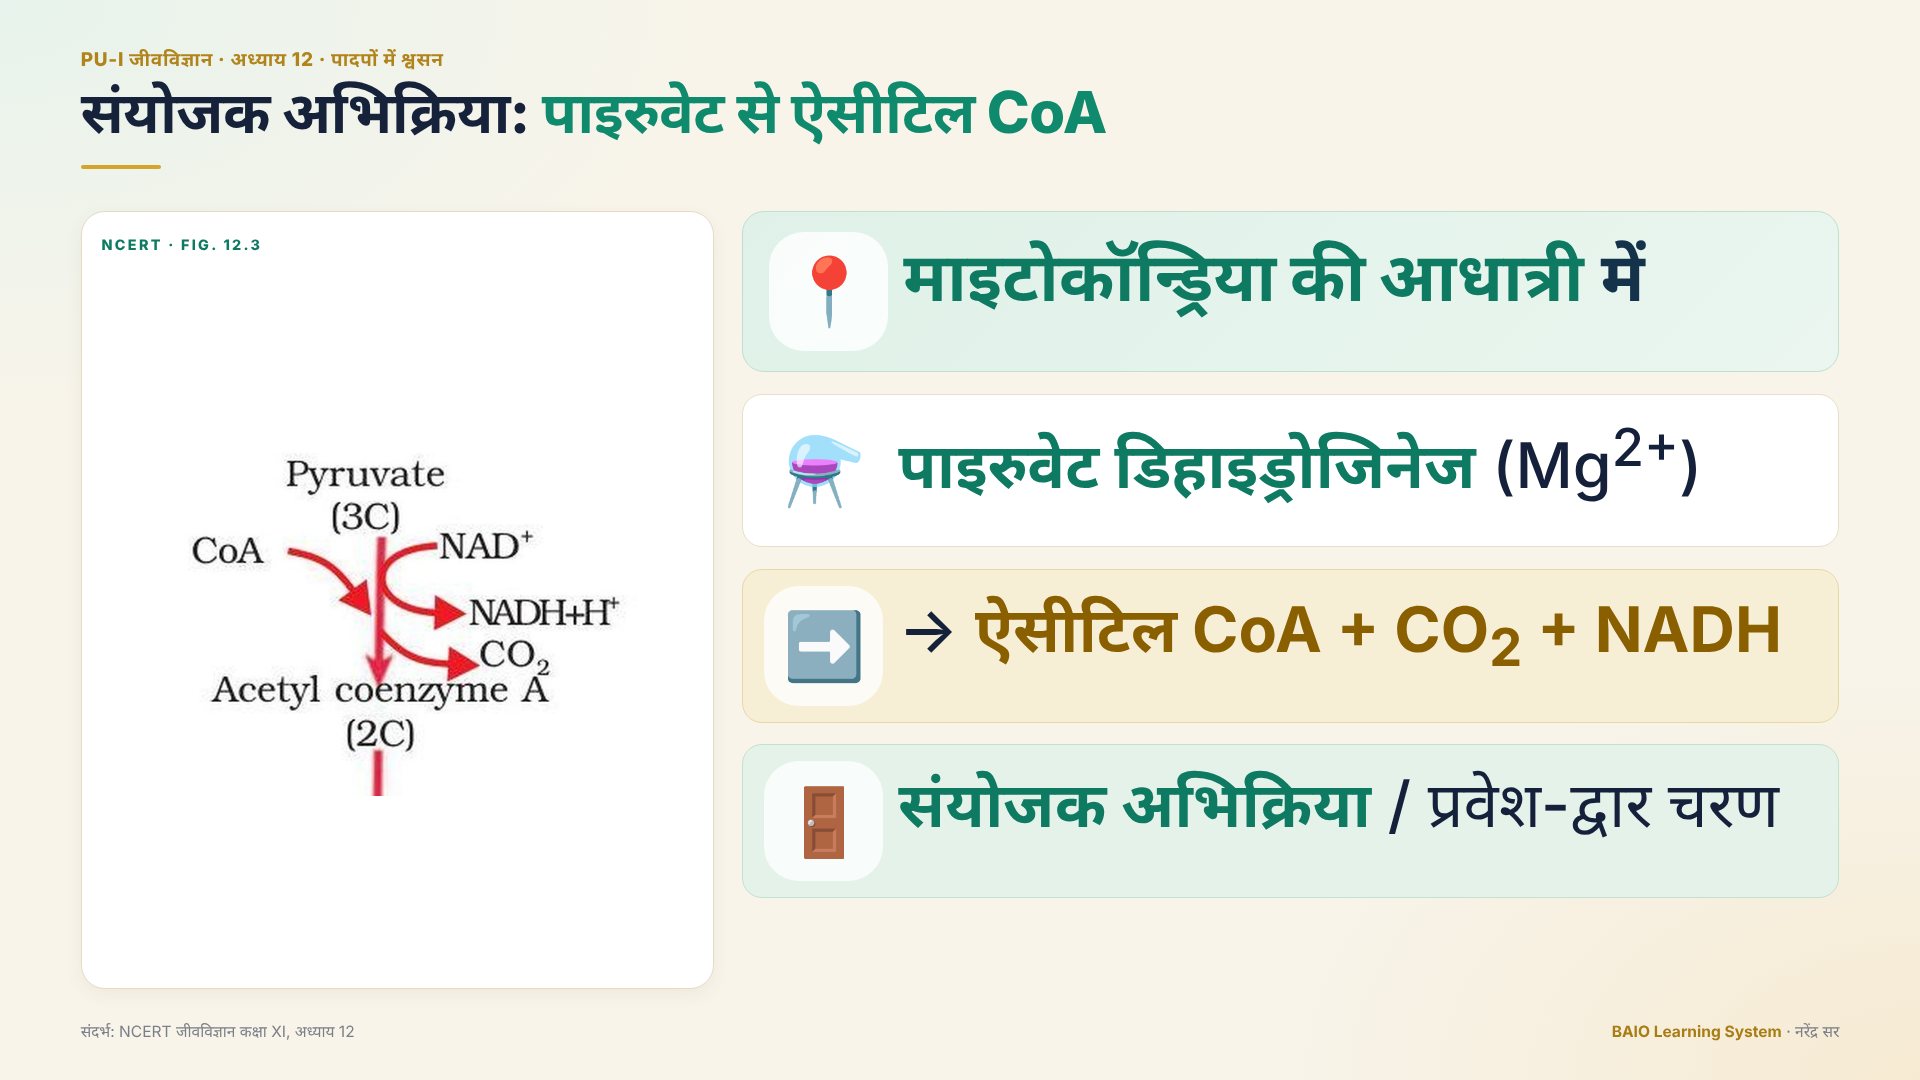 PU-I जीवविज्ञान · अध्याय 12 · पादपों में श्वसन
संयोजक अभिक्रिया: पाइरुवेट से ऐसीटिल CoA
NCERT · FIG. 12.3
Pyruvate
(3C)
CoA
NAD⁺
NADH+H⁺
CO₂
Acetyl coenzyme A
(2C)
माइटोकॉन्ड्रिया की आधात्री में
पाइरुवेट डिहाइड्रोजिनेज (Mg²⁺)
→ ऐसीटिल CoA + CO₂ + NADH
संयोजक अभिक्रिया / प्रवेश-द्वार चरण
संदर्भ: NCERT जीवविज्ञान कक्षा XI, अध्याय 12
BAIO Learning System · नरेंद्र सर